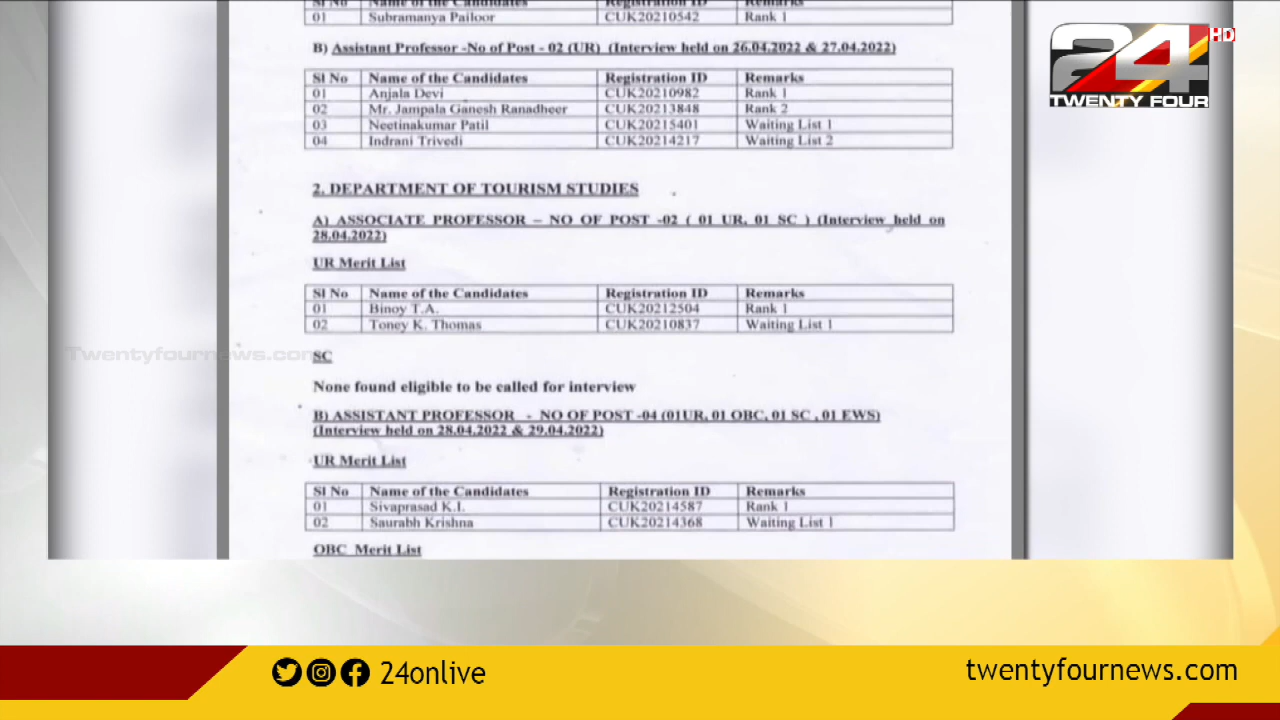 Sl No Name of the Candidates Registration ID Remarks
01 Subramanya Pailoor CUK20210542 Rank 1
B) Assistant Professor -No of Post - 02 (UR) (Interview held on 26.04.2022 & 27.04.2022)
Sl No Name of the Candidates Registration ID Remarks
01 Anjala Devi CUK20210982 Rank 1
02 Mr. Jampala Ganesh Ranadheer CUK20213848 Rank 2
03 Neetinakumar Patil CUK20215401 Waiting List 1
04 Indrani Trivedi CUK20214217 Waiting List 2
2. DEPARTMENT OF TOURISM STUDIES
A) ASSOCIATE PROFESSOR – NO OF POST -02 ( 01 UR, 01 SC ) (Interview held on
28.04.2022)
UR Merit List
Sl No Name of the Candidates Registration ID Remarks
01 Binoy T.A. CUK20212504 Rank 1
02 Toney K. Thomas CUK20210837 Waiting List 1
SC
None found eligible to be called for interview
B) ASSISTANT PROFESSOR - NO OF POST -04 (01UR, 01 OBC, 01 SC , 01 EWS)
(Interview held on 28.04.2022 & 29.04.2022)
UR Merit List
Sl No Name of the Candidates Registration ID Remarks
01 Sivaprasad K.I. CUK20214587 Rank 1
02 Saurabh Krishna CUK20214368 Waiting List 1
OBC Merit List
24 HD
TWENTY FOUR
Twentyfournews.com
24onlive
twentyfournews.com